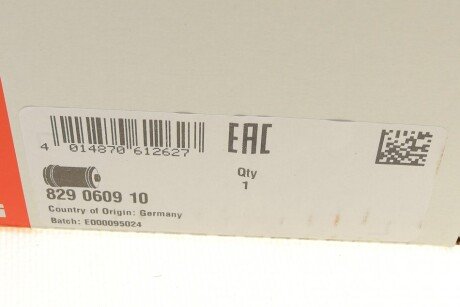 4 014870 612627
EAC
Qty
1
829 0609 10
Country of Origin: Germany
Batch: E000095024